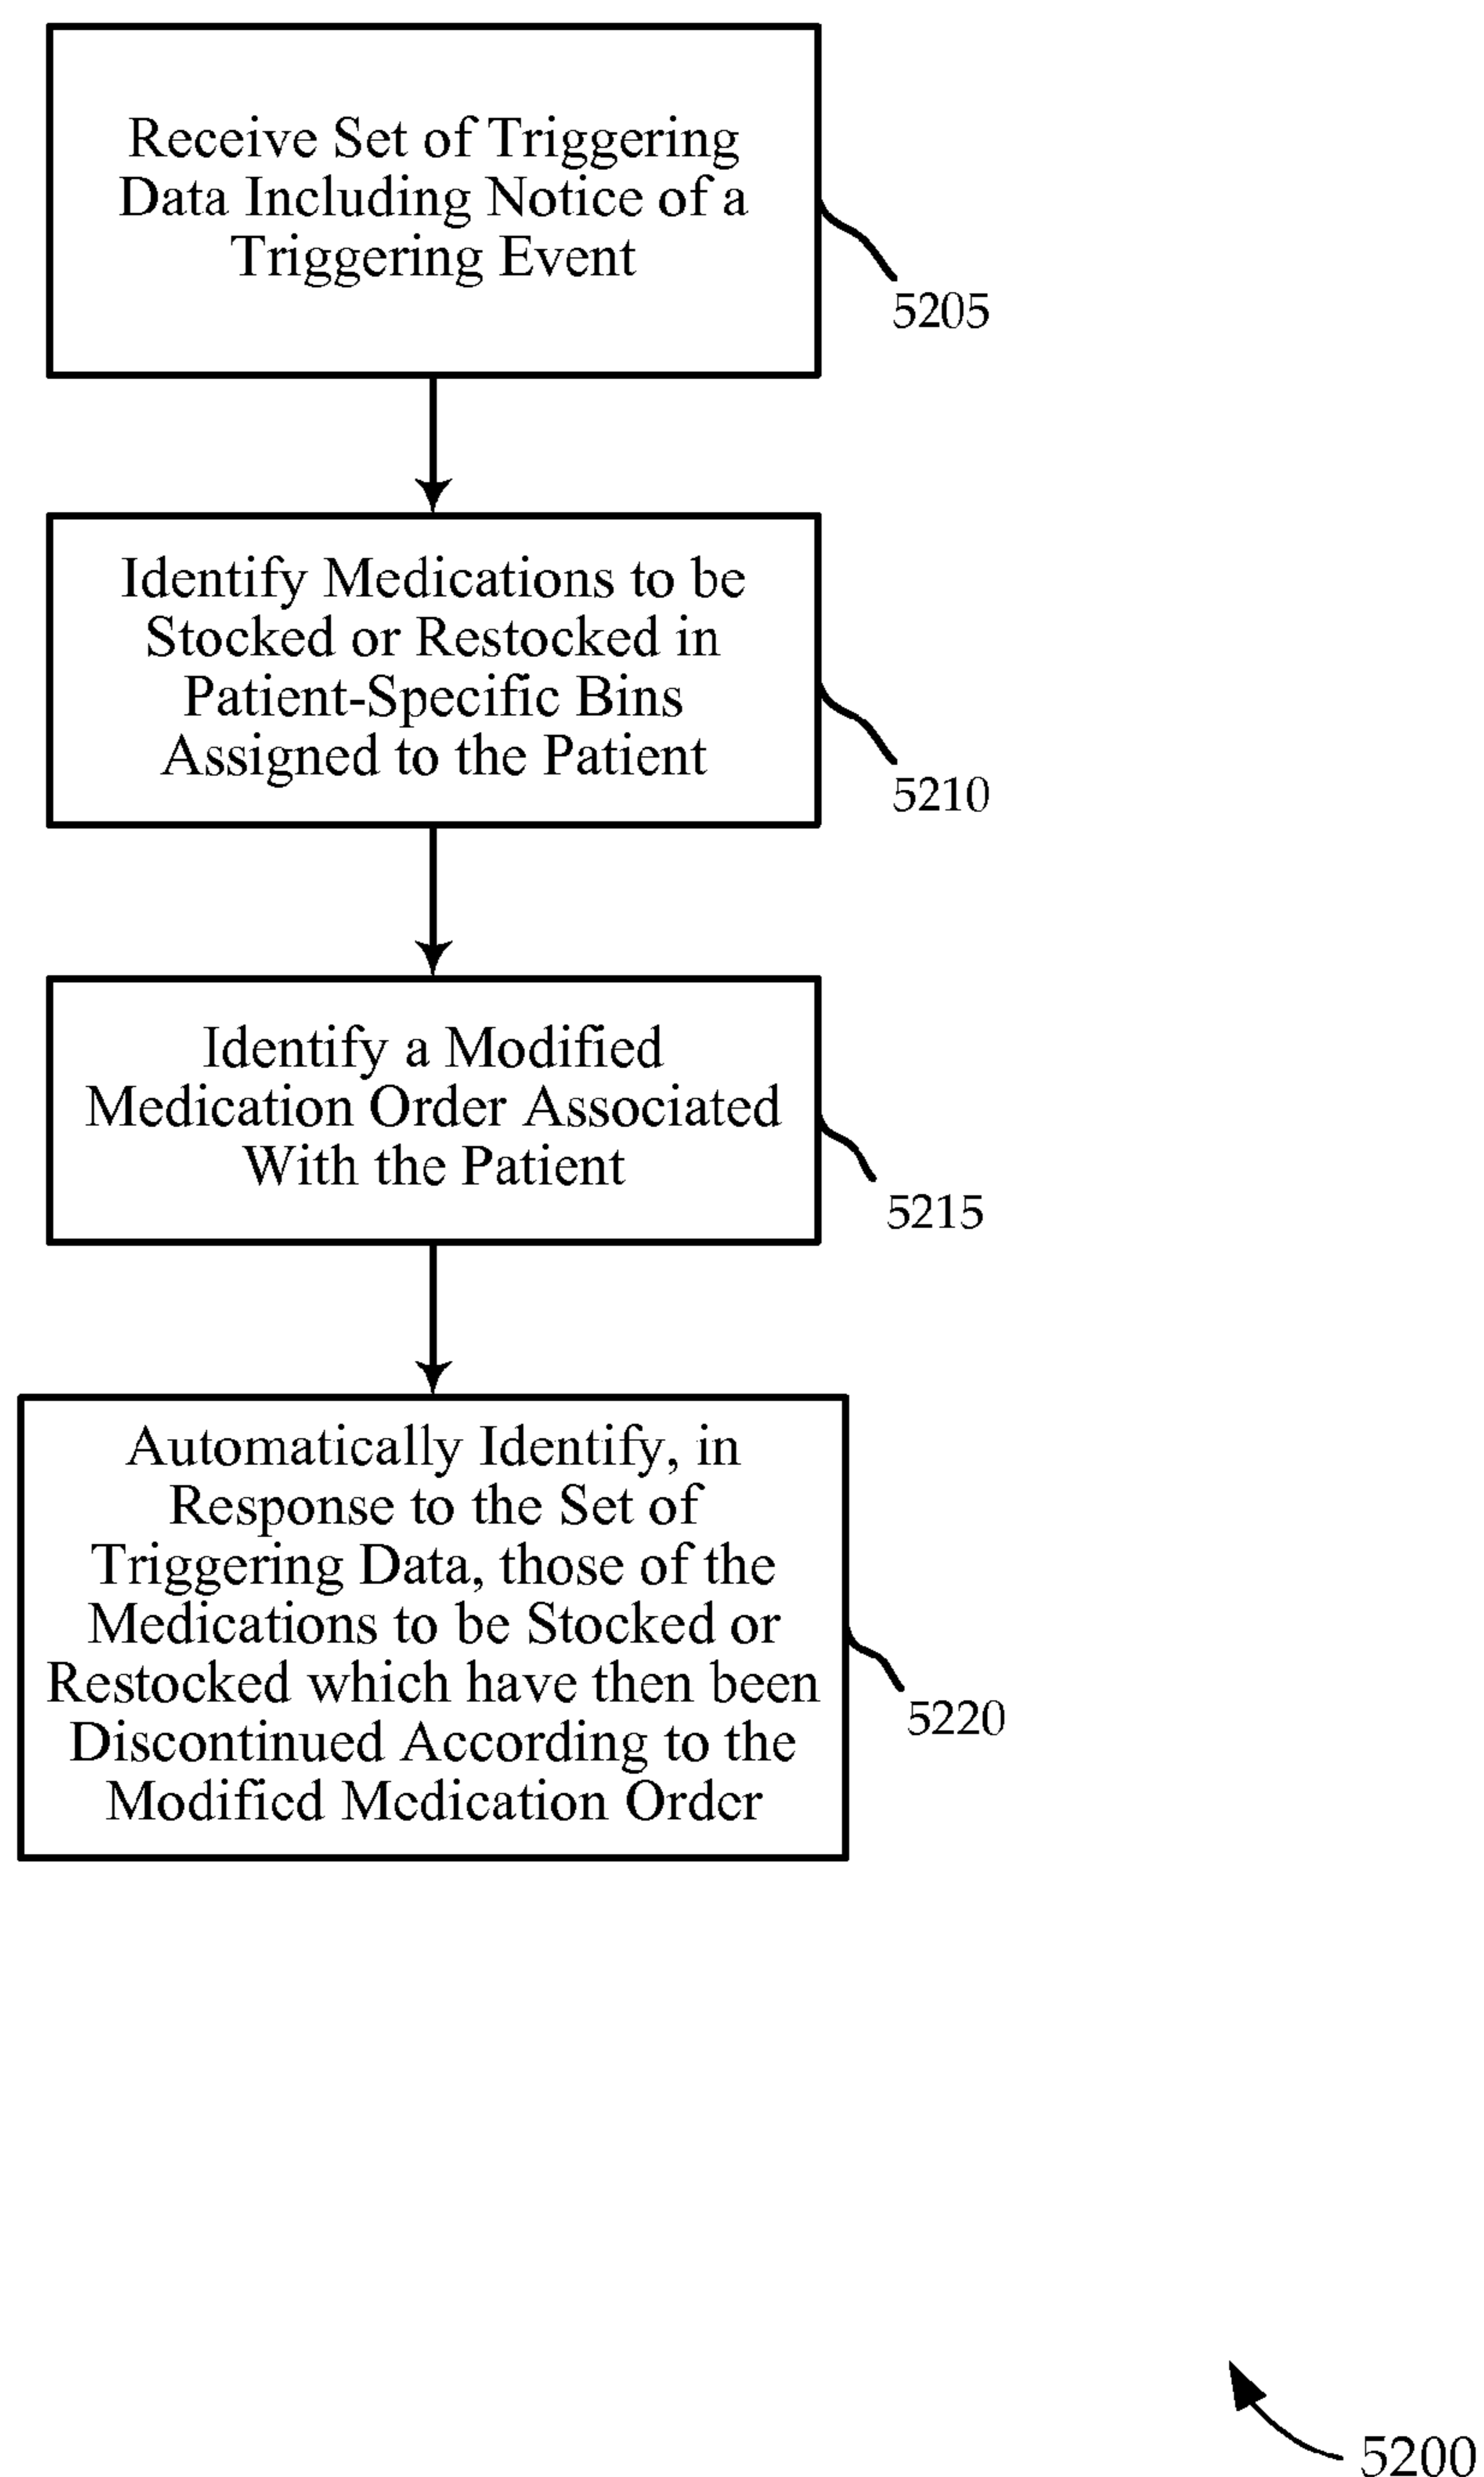 Receive Set of Triggering
Data Including Notice of a
Triggering Event
5205
Identify Medications to be
Stocked or Restocked in
Patient-Specific Bins
Assigned to the Patient
5210
Identify a Modified
Medication Order Associated
With the Patient
5215
Automatically Identify, in
Response to the Set of
Triggering Data, those of the
Medications to be Stocked or
Restocked which have then been
Discontinued According to the
Modified Medication Order
5220
5200